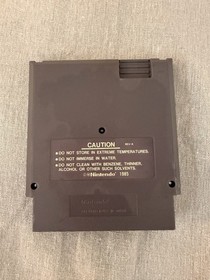 CAUTION
• DO NOT STORE IN EXTREME TEMPERATURES.
• DO NOT IMMERSE IN WATER.
• DO NOT CLEAN WITH BENZENE, THINNER,
ALCOHOL OR OTHER SUCH SOLVENTS.
©Nintendo 1985